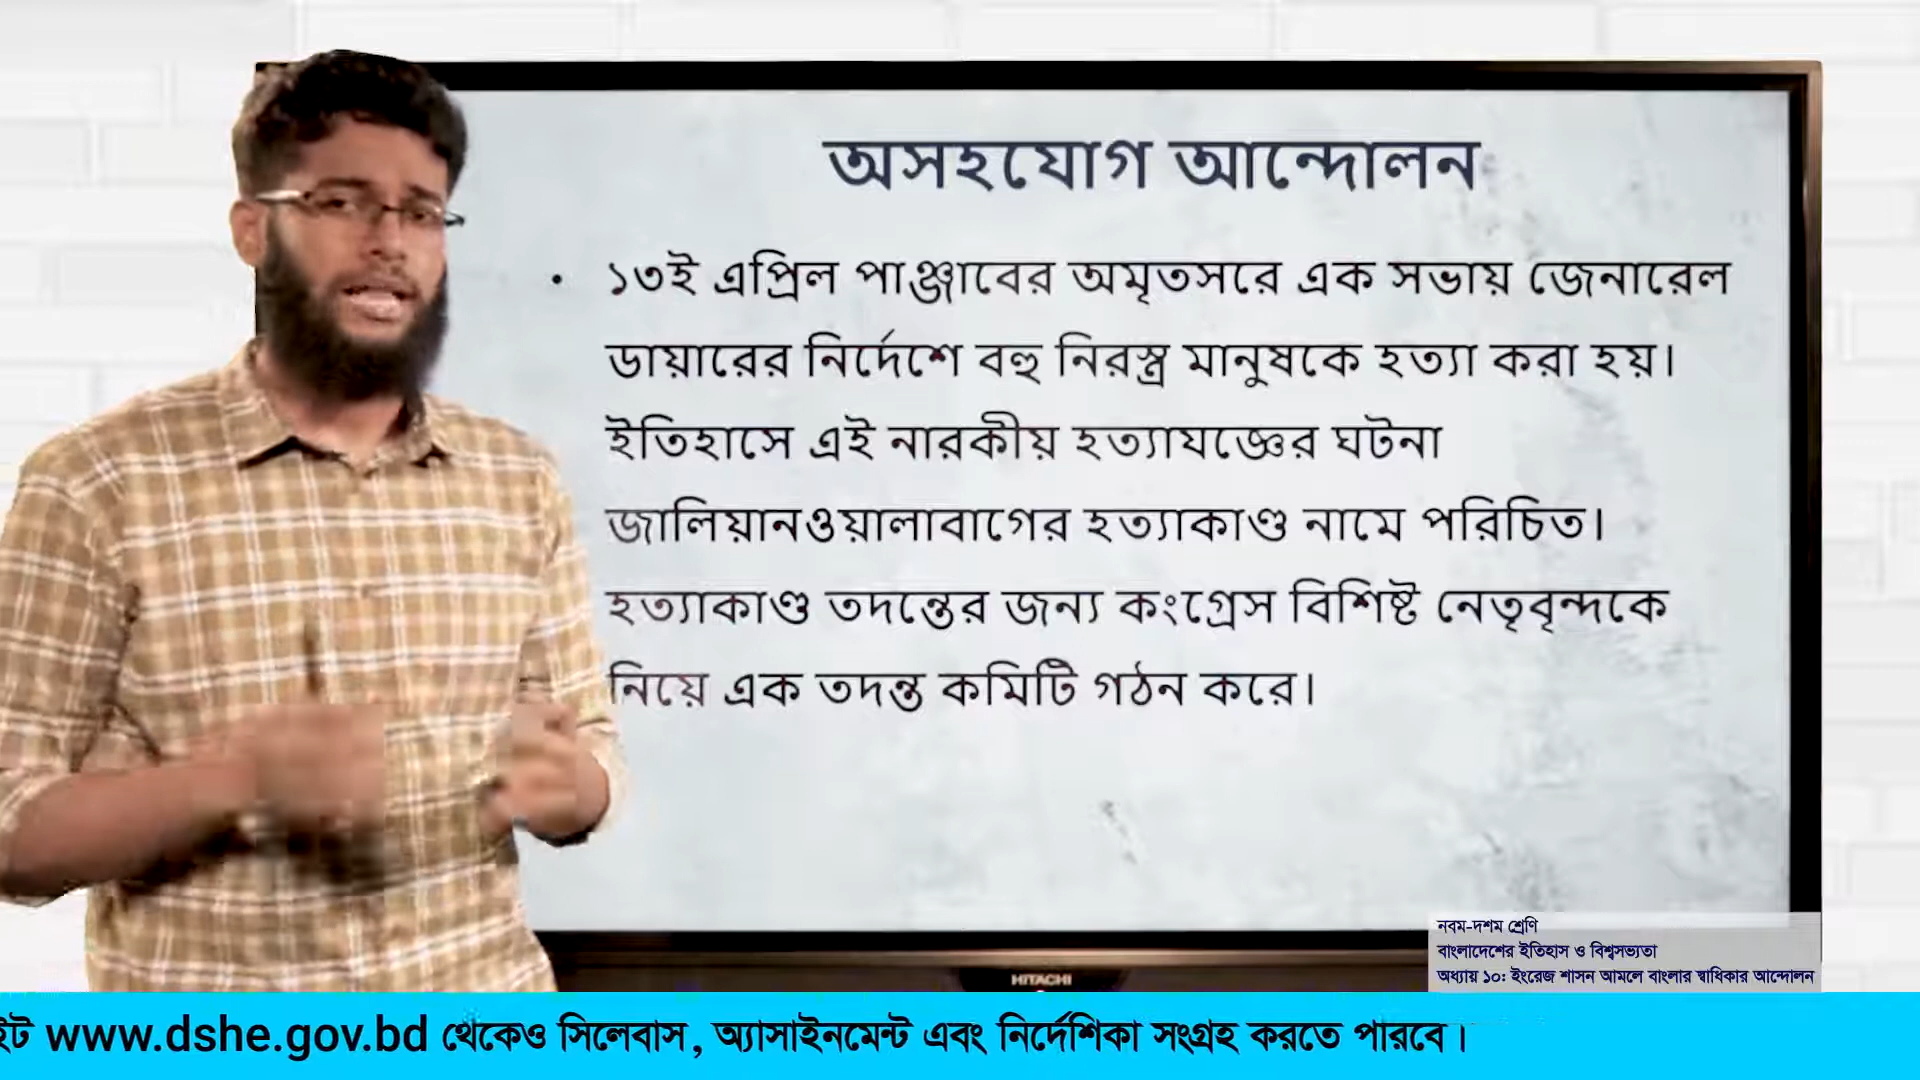 অসহযোগ আন্দোলন
• ১৩ই এপ্রিল পাঞ্জাবের অমৃতসরে এক সভায় জেনারেল
ডায়ারের নির্দেশে বহু নিরস্ত্র মানুষকে হত্যা করা হয়।
ইতিহাসে এই নারকীয় হত্যাযজ্ঞের ঘটনা
জালিয়ানওয়ালাবাগের হত্যাকাণ্ড নামে পরিচিত।
হত্যাকাণ্ড তদন্তের জন্য কংগ্রেস বিশিষ্ট নেতৃবৃন্দকে
নিয়ে এক তদন্ত কমিটি গঠন করে।
নবম-দশম শ্রেণি
বাংলাদেশের ইতিহাস ও বিশ্বসভ্যতা
অধ্যায় ১০: ইংরেজ শাসন আমলে বাংলার স্বাধিকার আন্দোলন
HITACHI
www.dshe.gov.bd থেকেও সিলেবাস, অ্যাসাইনমেন্ট এবং নির্দেশিকা সংগ্রহ করতে পারবে।